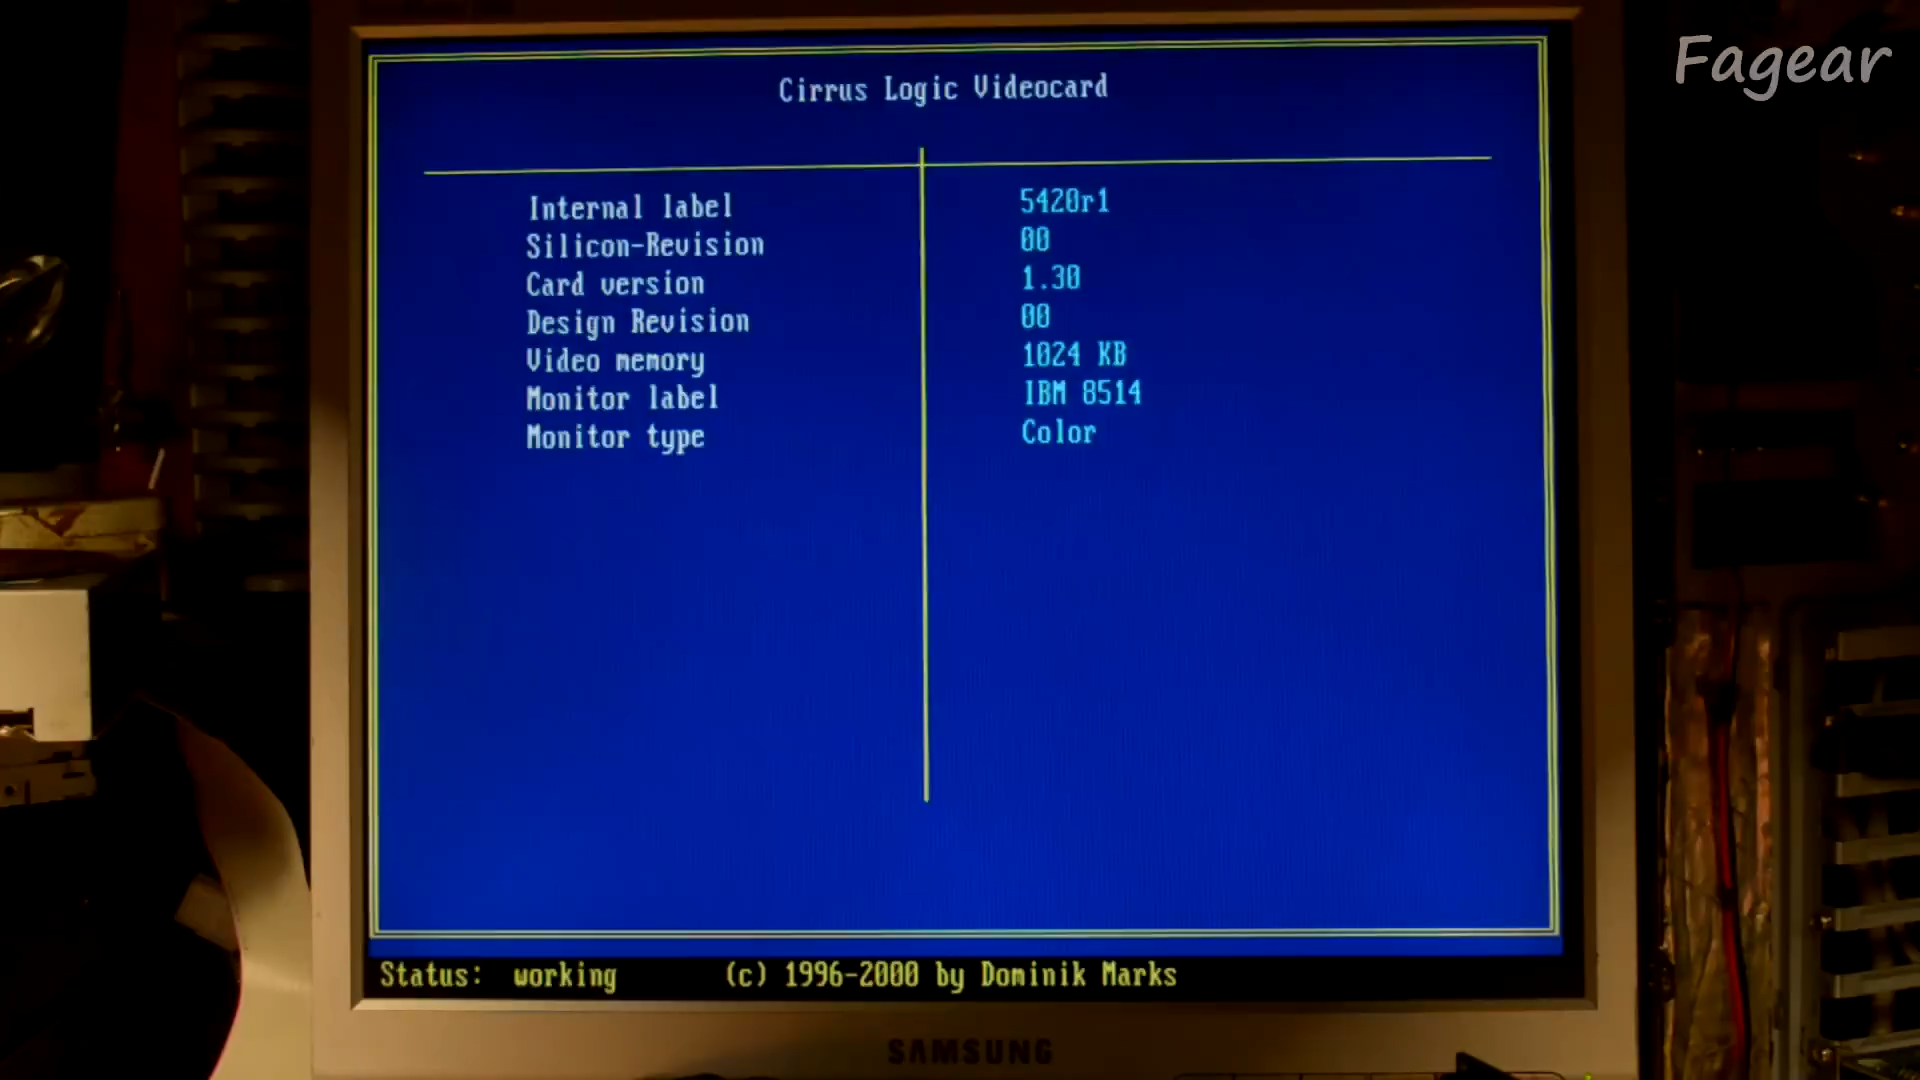 Fagear
Cirrus Logic Videocard
Internal label 5420r1
Silicon-Revision 00
Card version 1.30
Design Revision 00
Video memory 1024 KB
Monitor label IBM 8514
Monitor type Color
Status: working (c) 1996-2000 by Dominik Marks
SAMSUNG